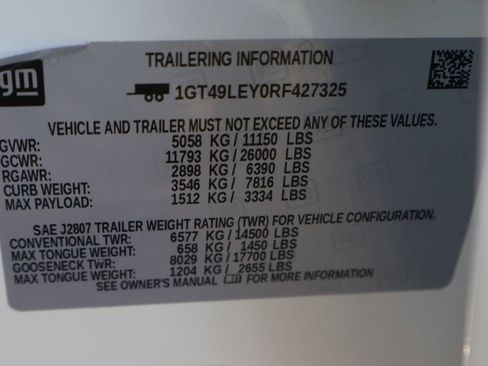 gm
TRAILERING INFORMATION
1GT49LEY0RF427325
VEHICLE AND TRAILER MUST NOT EXCEED ANY OF THESE VALUES.
GVWR: 5058 KG/11150 LBS
GCWR: 11793 KG/26000 LBS
RGAWR: 2898 KG/ 6390 LBS
CURB WEIGHT: 3546 KG/ 7816 LBS
MAX PAYLOAD: 1512 KG/ 3334 LBS
SAE J2807 TRAILER WEIGHT RATING (TWR) FOR VEHICLE CONFIGURATION.
CONVENTIONAL TWR: 6577 KG/14500 LBS
MAX TONGUE WEIGHT: 658 KG/ 1450 LBS
GOOSENECK TWR: 8029 KG/17700 LBS
MAX TONGUE WEIGHT: 1204 KG/ 2655 LBS
SEE OWNER'S MANUAL FOR MORE INFORMATION